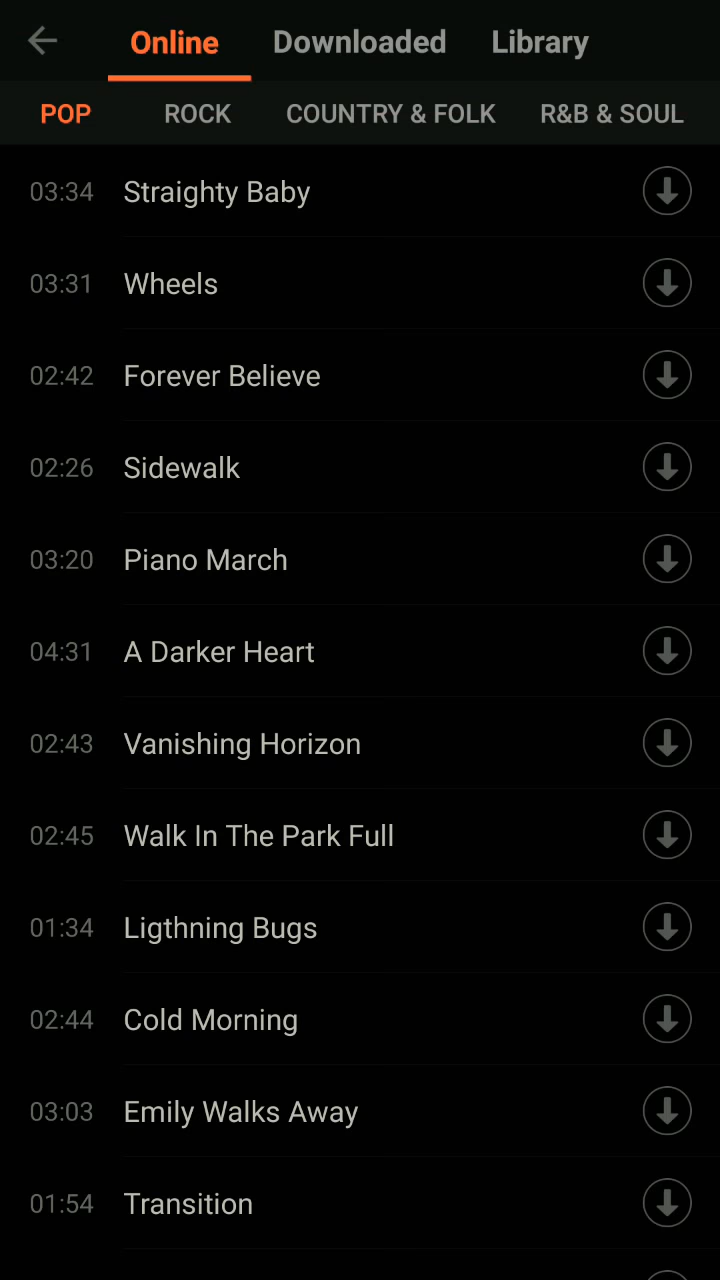 Online Downloaded Library
POP ROCK COUNTRY & FOLK R&B & SOUL
03:34 Straighty Baby
03:31 Wheels
02:42 Forever Believe
02:26 Sidewalk
03:20 Piano March
04:31 A Darker Heart
02:43 Vanishing Horizon
02:45 Walk In The Park Full
01:34 Ligthning Bugs
02:44 Cold Morning
03:03 Emily Walks Away
01:54 Transition